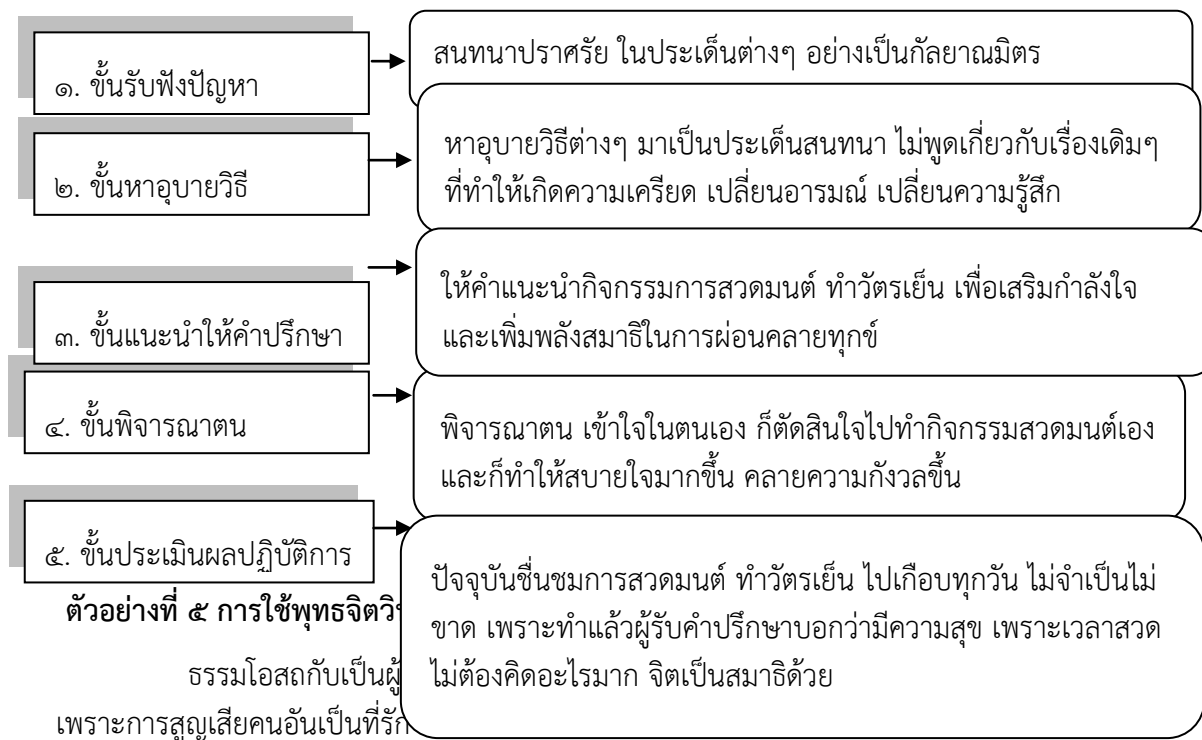 ๑. ขั้นรับฟังปัญหา
สนทนาปราศรัย ในประเด็นต่างๆ อย่างเป็นกัลยาณมิตร
๒. ขั้นหาอุบายวิธี
หาอุบายวิธีต่างๆ มาเป็นประเด็นสนทนา ไม่พูดเกี่ยวกับเรื่องเดิมๆ
ที่ทำให้เกิดความเครียด เปลี่ยนอารมณ์ เปลี่ยนความรู้สึก
๓. ขั้นแนะนำให้คำปรึกษา
ให้คำแนะนำกิจกรรมการสวดมนต์ ทำวัตรเย็น เพื่อเสริมกำลังใจ
และเพิ่มพลังสมาธิในการผ่อนคลายทุกข์
๔. ขั้นพิจารณาตน
พิจารณาตน เข้าใจในตนเอง ก็ตัดสินใจไปทำกิจกรรมสวดมนต์เอง
และก็ทำให้สบายใจมากขึ้น คลายความกังวลขึ้น
๕. ขั้นประเมินผลปฏิบัติการ
ปัจจุบันชื่นชมการสวดมนต์ ทำวัตรเย็น ไปเกือบทุกวัน ไม่จำเป็นไม่
ขาด เพราะทำแล้วผู้รับคำปรึกษาบอกว่ามีความสุข เพราะเวลาสวด
ไม่ต้องคิดอะไรมาก จิตเป็นสมาธิด้วย
ตัวอย่างที่ ๕ การใช้พุทธจิตวิ
ธรรมโอสถกับเป็นผู้
เพราะการสูญเสียคนอันเป็นที่รัก